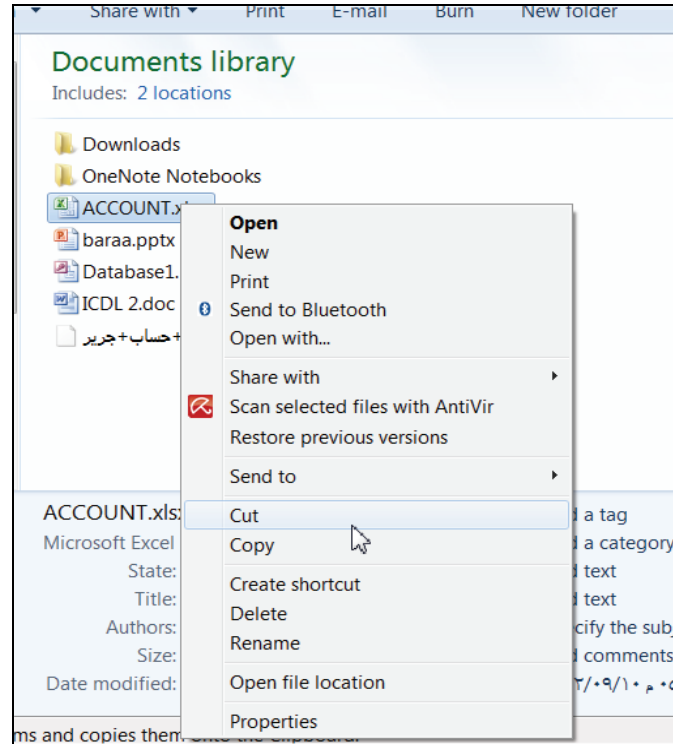 Share with Print E-mail Burn New folder
Documents library
Includes: 2 locations
Downloads
OneNote Notebooks
ACCOUNT.x
baraa.pptx
Database1.
ICDL 2.doc
+حساب+جرير
Open
New
Print
Send to Bluetooth
Open with...
Share with
Scan selected files with AntiVir
Restore previous versions
Send to
Cut
Copy
Create shortcut
Delete
Rename
Open file location
Properties
ACCOUNT.xls
Microsoft Excel
State:
Title:
Authors:
Size:
Date modified:
a tag
a category
text
text
cify the sub
comments
ms and copies them onto the clipboard.